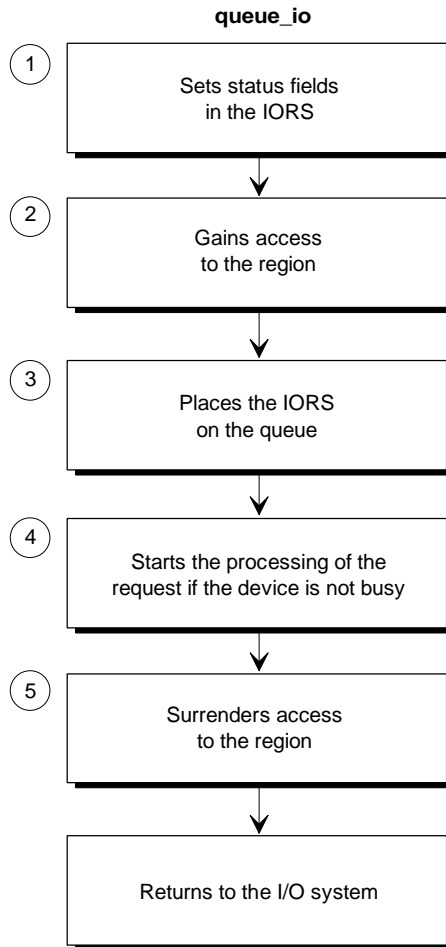 queue_io
1
Sets status fields
in the IORS
2
Gains access
to the region
3
Places the IORS
on the queue
4
Starts the processing of the
request if the device is not busy
5
Surrenders access
to the region
Returns to the I/O system